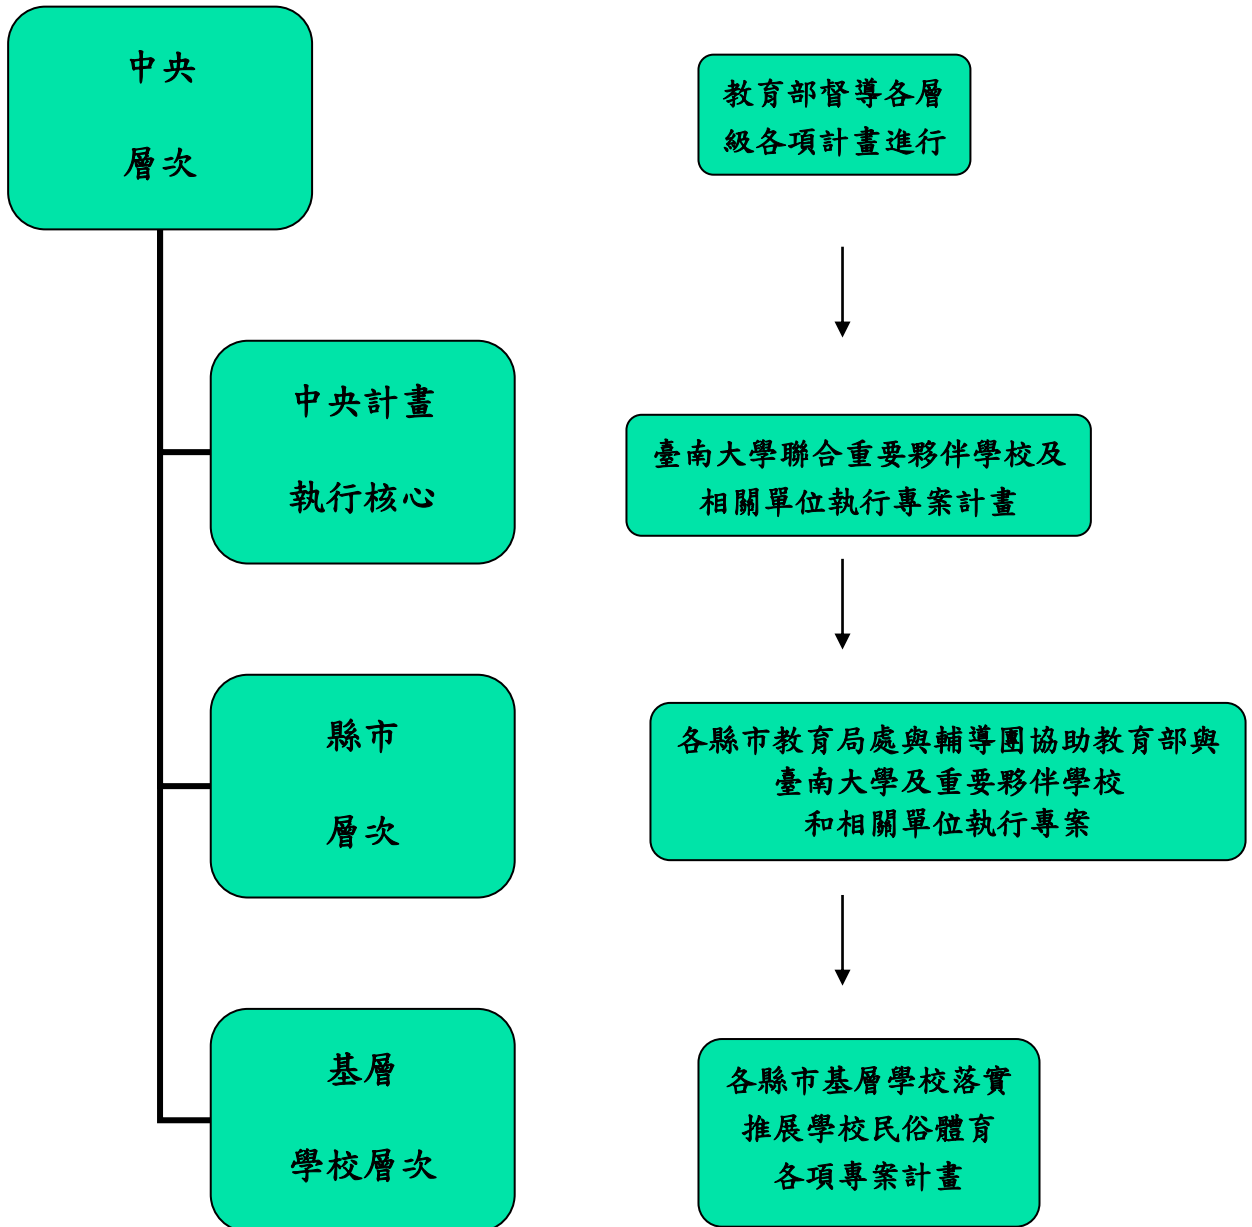 中央
層次
教育部督導各層
級各項計畫進行
中央計畫
執行核心
臺南大學聯合重要夥伴學校及
相關單位執行專案計畫
縣市
層次
各縣市教育局處與輔導團協助教育部與
臺南大學及重要夥伴學校
和相關單位執行專案
基層
學校層次
各縣市基層學校落實
推展學校民俗體育
各項專案計畫